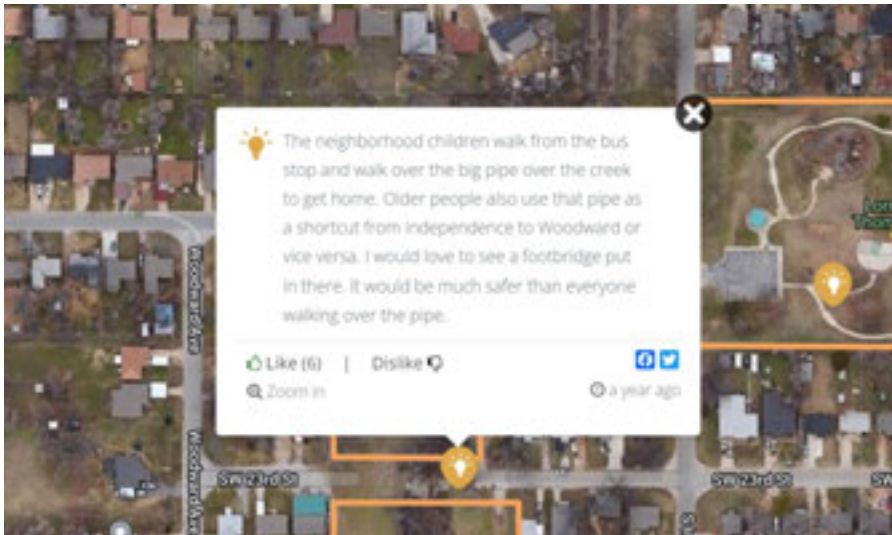 The neighborhood children walk from the bus
stop and walk over the big pipe over the creek
to get home. Older people also use that pipe as
a shortcut from Independence to Woodward or
vice versa. I would love to see a footbridge put
in there. It would be much safer than everyone
walking over the pipe.
Like (6) | Dislike
Zoom in
a year ago
Woodward Ave
Woodward Ave
SW 23rd St
SW 23rd St
SW